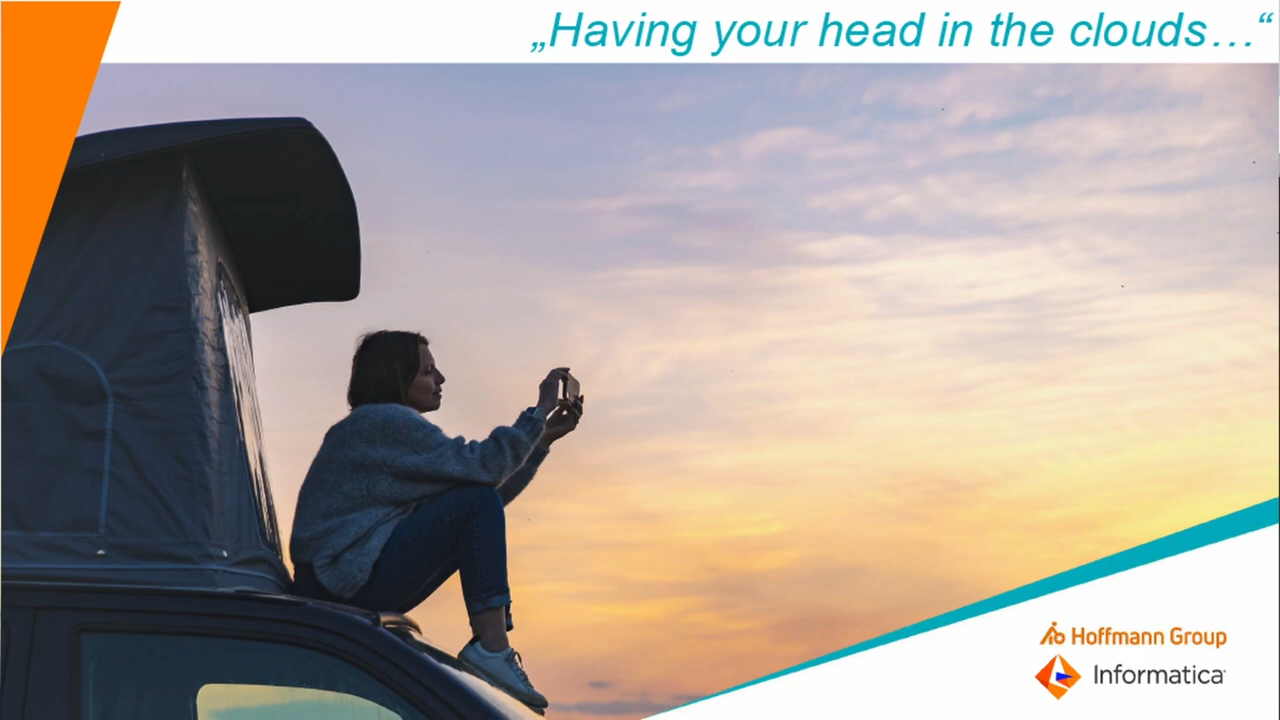 „Having your head in the clouds…“
Hoffmann Group
Informatica